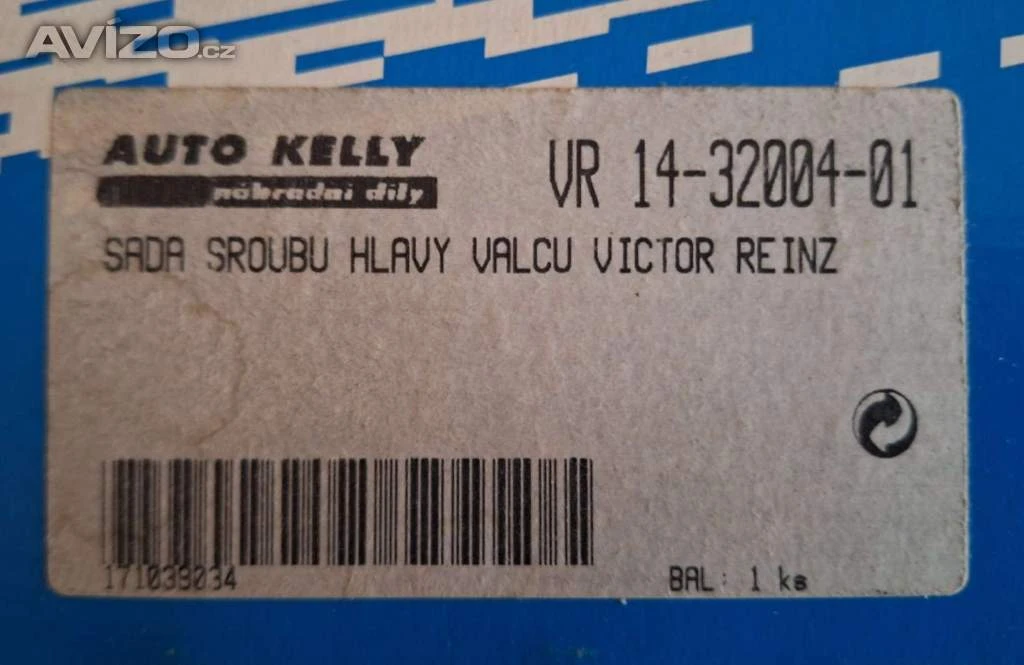 AVÍZO.cz
AUTO KELLY
náhradní díly
VR 14-32004-01
SADA SROUBU HLAVY VALCU VICTOR REINZ
171039034
BAL: 1 ks